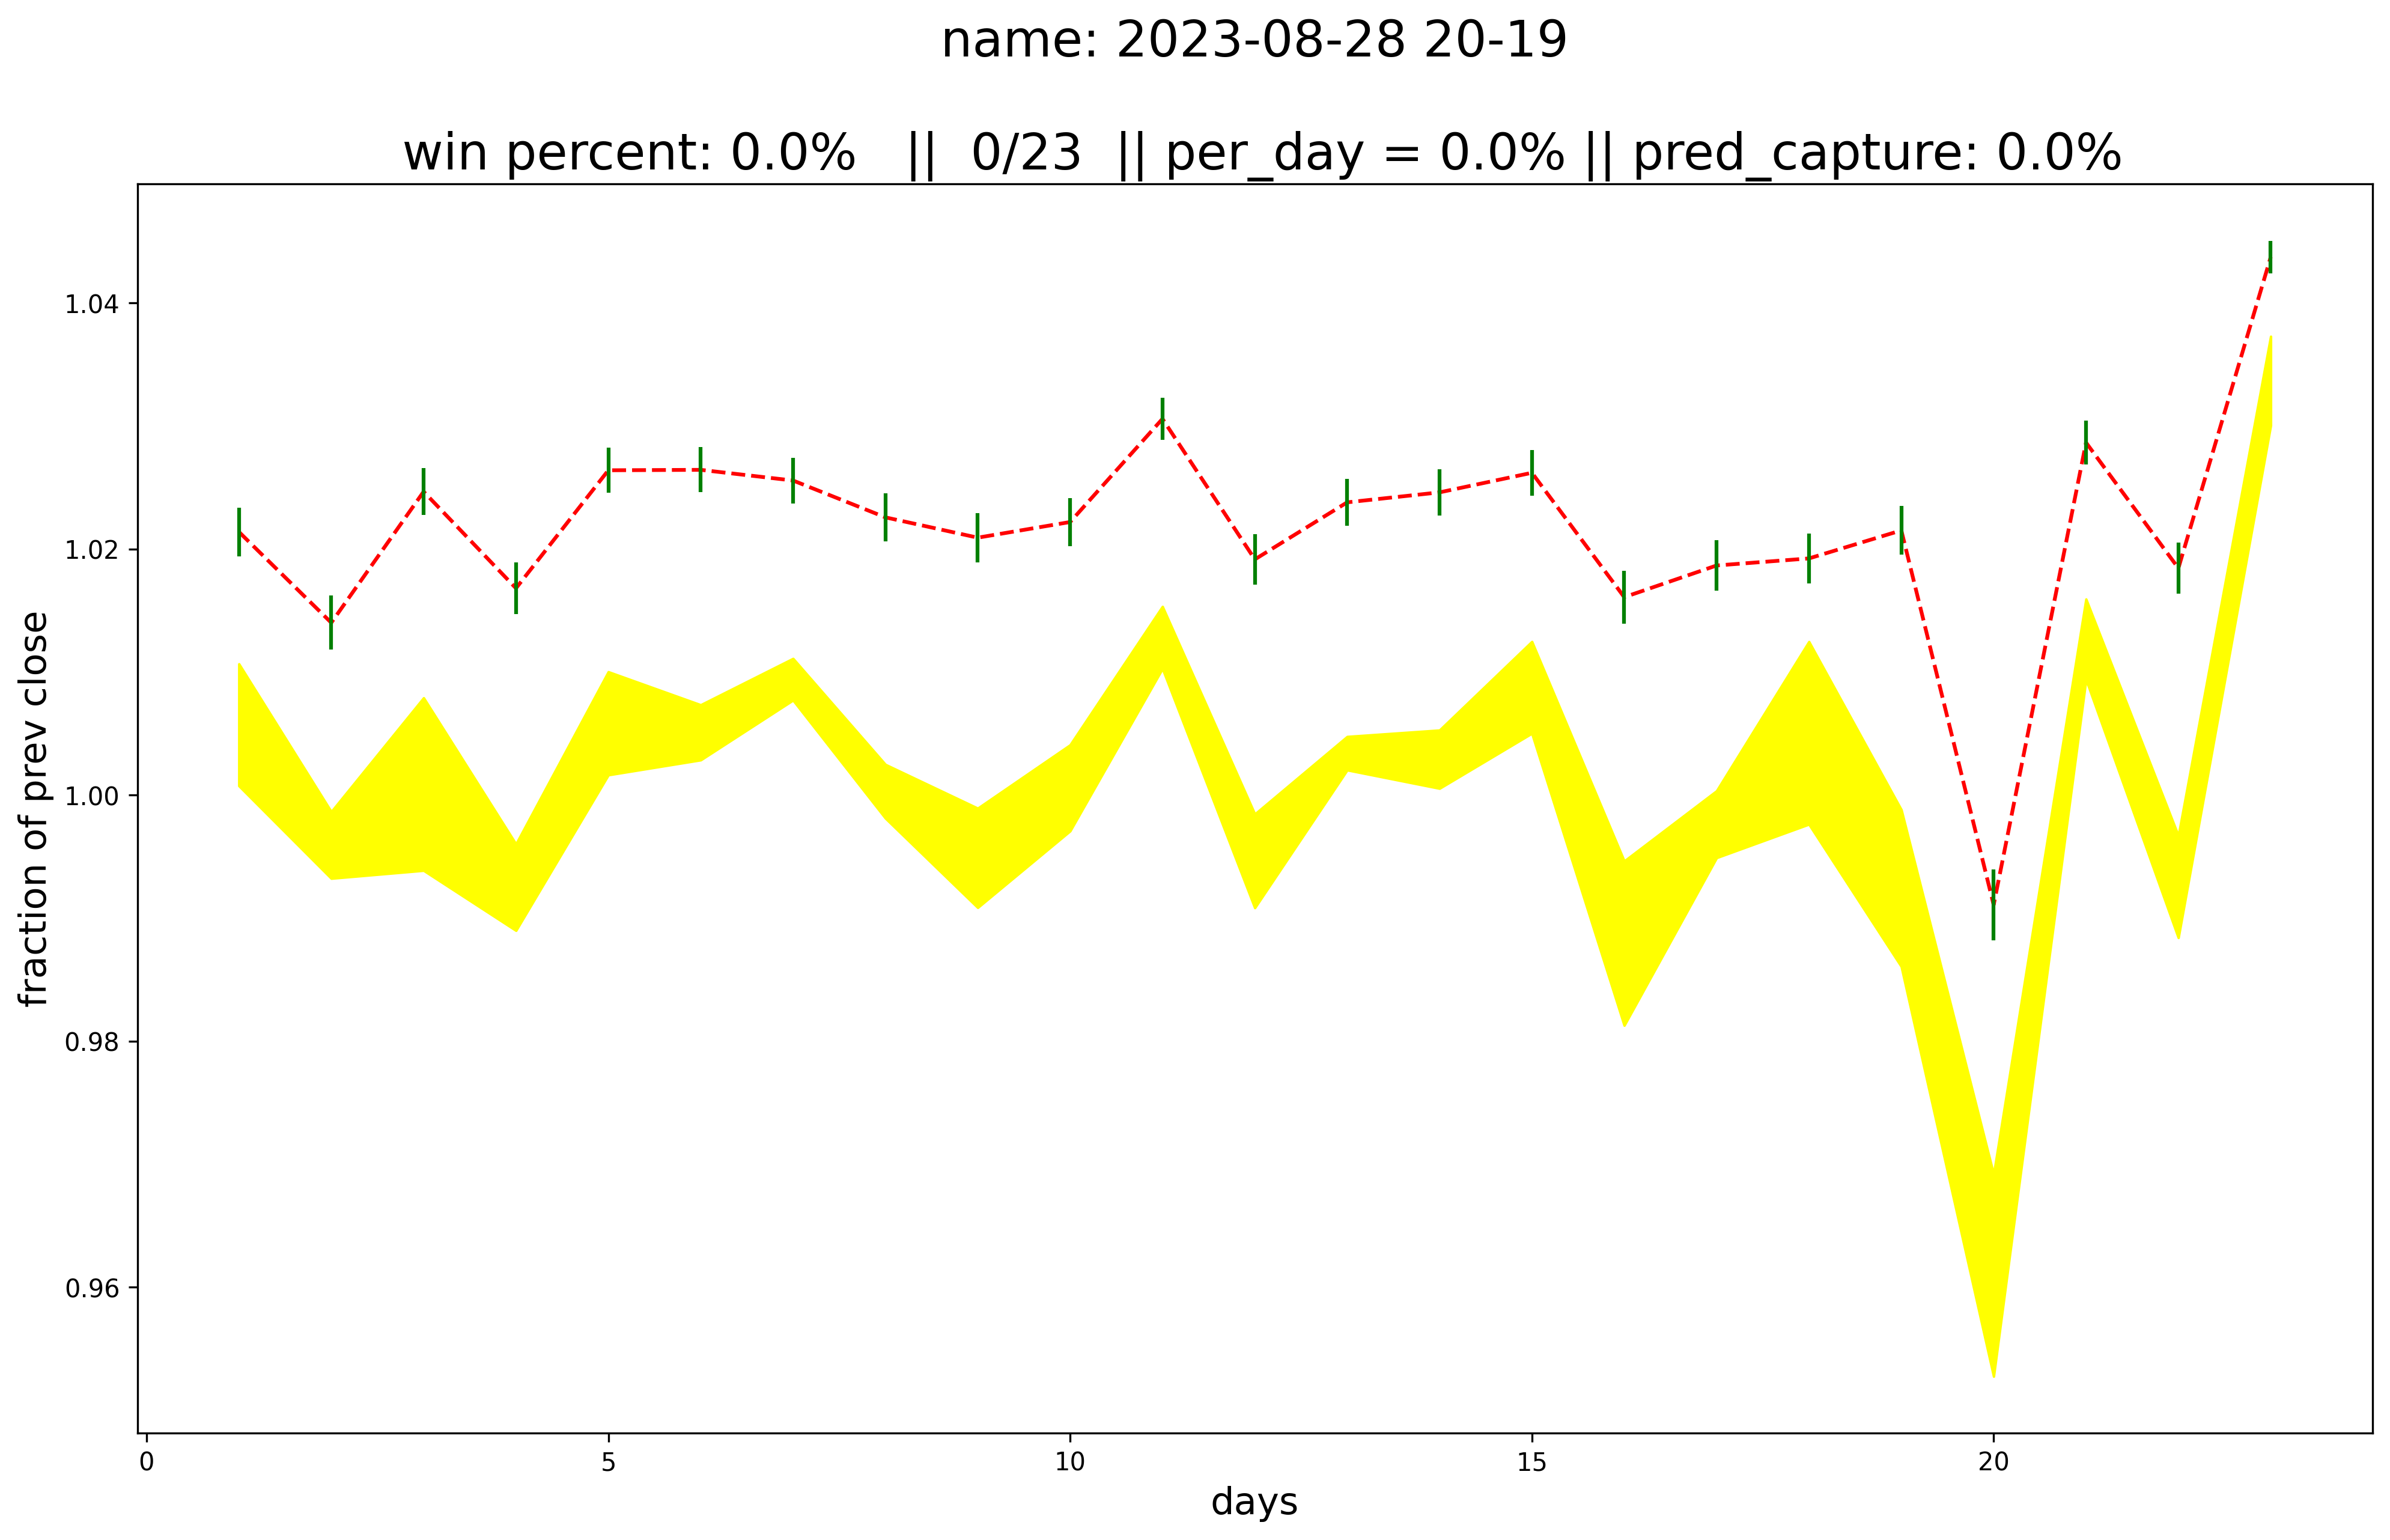 name: 2023-08-28 20-19
win percent: 0.0%   ||  0/23  || per_day = 0.0% || pred_capture: 0.0%
fraction of prev close
1.04
1.02
1.00
0.98
0.96
0 5 10 15 20
days